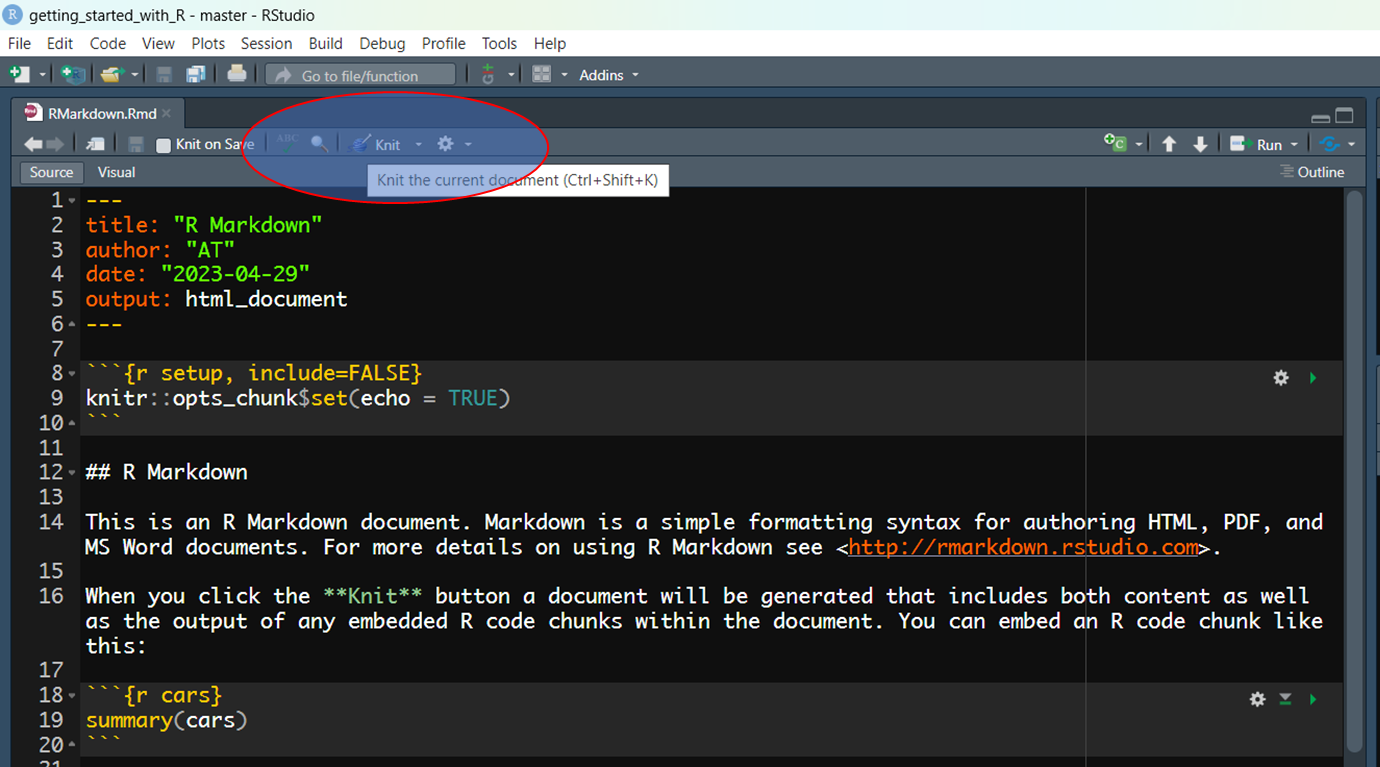 getting_started_with_R - master - RStudio
File Edit Code View Plots Session Build Debug Profile Tools Help
Go to file/function Addins
RMarkdown.Rmd
Knit on Save ABC Knit Run
Source Visual Outline
Knit the current document (Ctrl+Shift+K)
1 ---
2 title: "R Markdown"
3 author: "AT"
4 date: "2023-04-29"
5 output: html_document
6 ---
7
8 ```{r setup, include=FALSE}
9 knitr::opts_chunk$set(echo = TRUE)
10 ```
11
12 ## R Markdown
13
14 This is an R Markdown document. Markdown is a simple formatting syntax for authoring HTML, PDF, and
MS Word documents. For more details on using R Markdown see <http://rmarkdown.rstudio.com>.
15
16 When you click the **Knit** button a document will be generated that includes both content as well
as the output of any embedded R code chunks within the document. You can embed an R code chunk like
this:
17
18 ```{r cars}
19 summary(cars)
20 ```